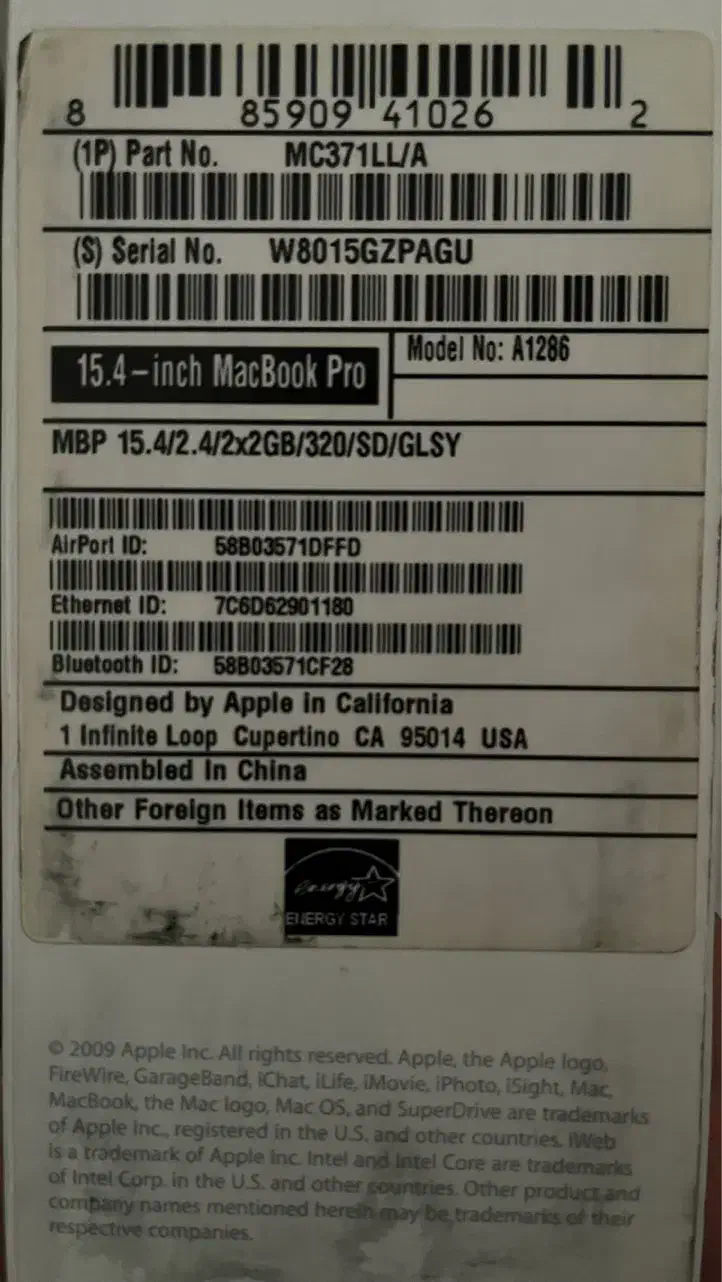 8 85909 41026 2
(1P) Part No. MC371LL/A
(S) Serial No. W8015GZPAGU
15.4-inch MacBook Pro
Model No: A1286
MBP 15.4/2.4/2x2GB/320/SD/GLSY
AirPort ID: 58B03571DFFD
Ethernet ID: 7C6D62901180
Bluetooth ID: 58B03571CF28
Designed by Apple in California
1 Infinite Loop Cupertino CA 95014 USA
Assembled in China
Other Foreign Items as Marked Thereon
Energy
ENERGY STAR
© 2009 Apple Inc. All rights reserved. Apple, the Apple logo,
FireWire, GarageBand, iChat, iLife, iMovie, iPhoto, iSight, Mac,
MacBook, the Mac logo, Mac OS, and SuperDrive are trademarks
of Apple Inc., registered in the U.S. and other countries. iWeb
is a trademark of Apple Inc. Intel and Intel Core are trademarks
of Intel Corp. in the U.S. and other countries. Other product and
company names mentioned herein may be trademarks of their
respective companies.